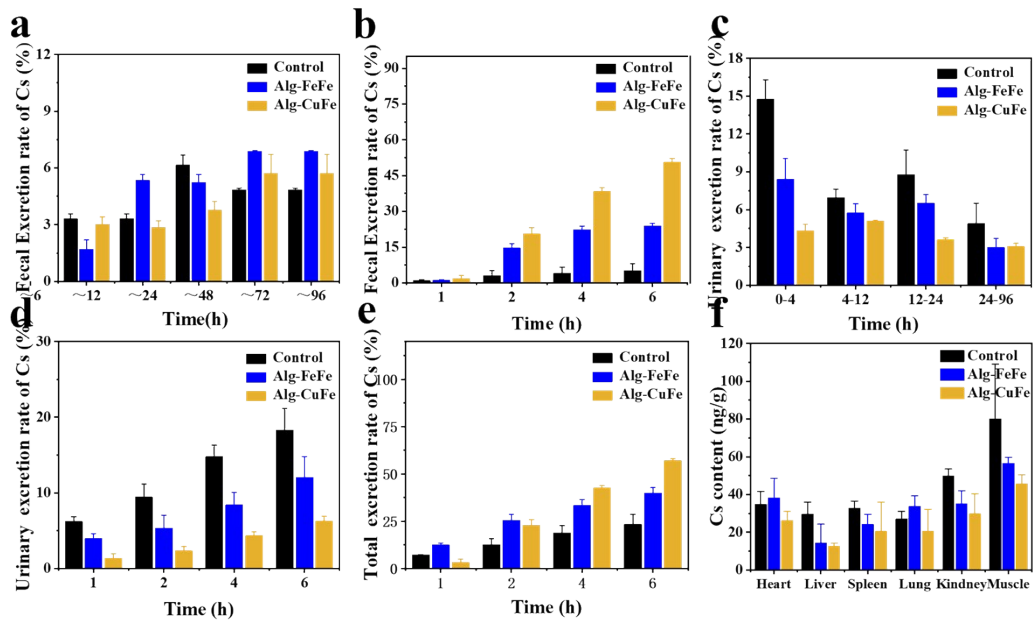 a
Fecal Excretion rate of Cs (%)
12
9
6
3
0
~6
Control
Alg-FeFe
Alg-CuFe
~12 ~24 ~48 ~72 ~96
Time(h)
b
Fecal Excretion rate of Cs (%)
90
75
60
45
30
15
0
Control
Alg-FeFe
Alg-CuFe
1 2 4 6
Time (h)
c
Urinary excretion rate of Cs (%)
18
15
12
9
6
3
0
Control
Alg-FeFe
Alg-CuFe
0-4 4-12 12-24 24-96
Time (h)
d
Urinary excretion rate of Cs (%)
30
20
10
0
Control
Alg-FeFe
Alg-CuFe
1 2 4 6
Time (h)
e
Total excretion rate of Cs (%)
100
75
50
25
0
Control
Alg-FeFe
Alg-CuFe
1 2 4 6
Time (h)
f
Cs content (ng/g)
120
100
80
60
40
20
0
Control
Alg-FeFe
Alg-CuFe
Heart Liver Spleen Lung Kindney Muscle